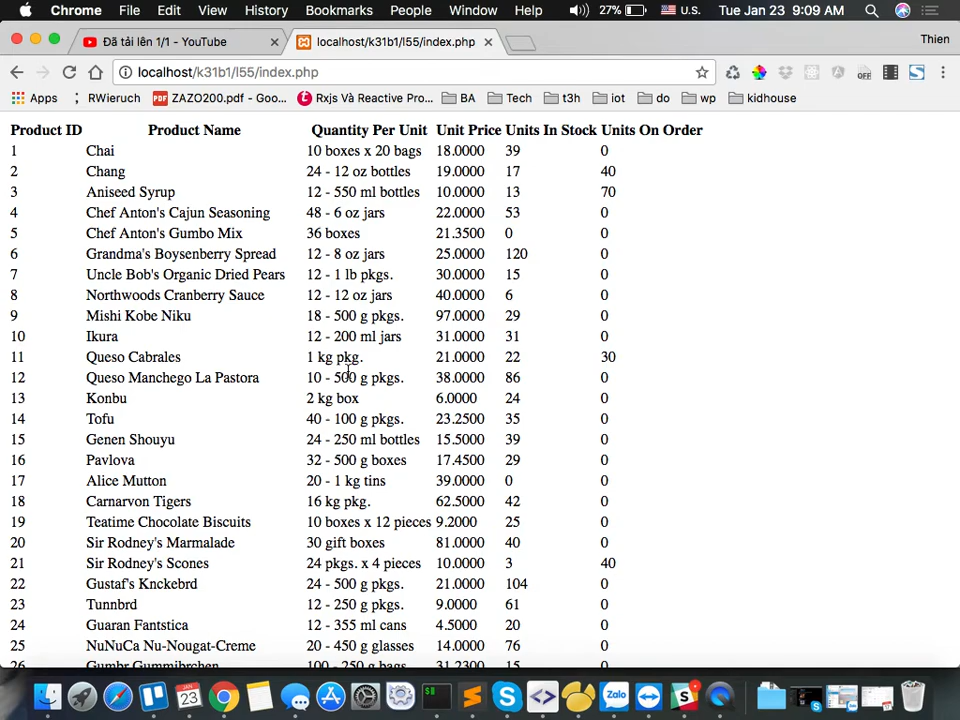 Chrome File Edit View History Bookmarks People Window Help 27% U.S. Tue Jan 23 9:09 AM
Đã tải lên 1/1 - YouTube localhost/k31b1/l55/index.php Thien
localhost/k31b1/l55/index.php OFF
Apps RWieruch PDF ZAZO200.pdf - Goo... Rxjs Và Reactive Pro... BA Tech t3h iot do wp kidhouse
Product ID Product Name Quantity Per Unit Unit Price Units In Stock Units On Order
1 Chai 10 boxes x 20 bags 18.0000 39 0
2 Chang 24 - 12 oz bottles 19.0000 17 40
3 Aniseed Syrup 12 - 550 ml bottles 10.0000 13 70
4 Chef Anton's Cajun Seasoning 48 - 6 oz jars 22.0000 53 0
5 Chef Anton's Gumbo Mix 36 boxes 21.3500 0 0
6 Grandma's Boysenberry Spread 12 - 8 oz jars 25.0000 120 0
7 Uncle Bob's Organic Dried Pears 12 - 1 lb pkgs. 30.0000 15 0
8 Northwoods Cranberry Sauce 12 - 12 oz jars 40.0000 6 0
9 Mishi Kobe Niku 18 - 500 g pkgs. 97.0000 29 0
10 Ikura 12 - 200 ml jars 31.0000 31 0
11 Queso Cabrales 1 kg pkg. 21.0000 22 30
12 Queso Manchego La Pastora 10 - 500 g pkgs. 38.0000 86 0
13 Konbu 2 kg box 6.0000 24 0
14 Tofu 40 - 100 g pkgs. 23.2500 35 0
15 Genen Shouyu 24 - 250 ml bottles 15.5000 39 0
16 Pavlova 32 - 500 g boxes 17.4500 29 0
17 Alice Mutton 20 - 1 kg tins 39.0000 0 0
18 Carnarvon Tigers 16 kg pkg. 62.5000 42 0
19 Teatime Chocolate Biscuits 10 boxes x 12 pieces 9.2000 25 0
20 Sir Rodney's Marmalade 30 gift boxes 81.0000 40 0
21 Sir Rodney's Scones 24 pkgs. x 4 pieces 10.0000 3 40
22 Gustaf's Knckebrd 24 - 500 g pkgs. 21.0000 104 0
23 Tunnbrd 12 - 250 g pkgs. 9.0000 61 0
24 Guaran Fantstica 12 - 355 ml cans 4.5000 20 0
25 NuNuCa Nu-Nougat-Creme 20 - 450 g glasses 14.0000 76 0
26 Gumbr Gummibrchen 100 - 250 g bags 31.2300 15 0
JAN 23 Zalo